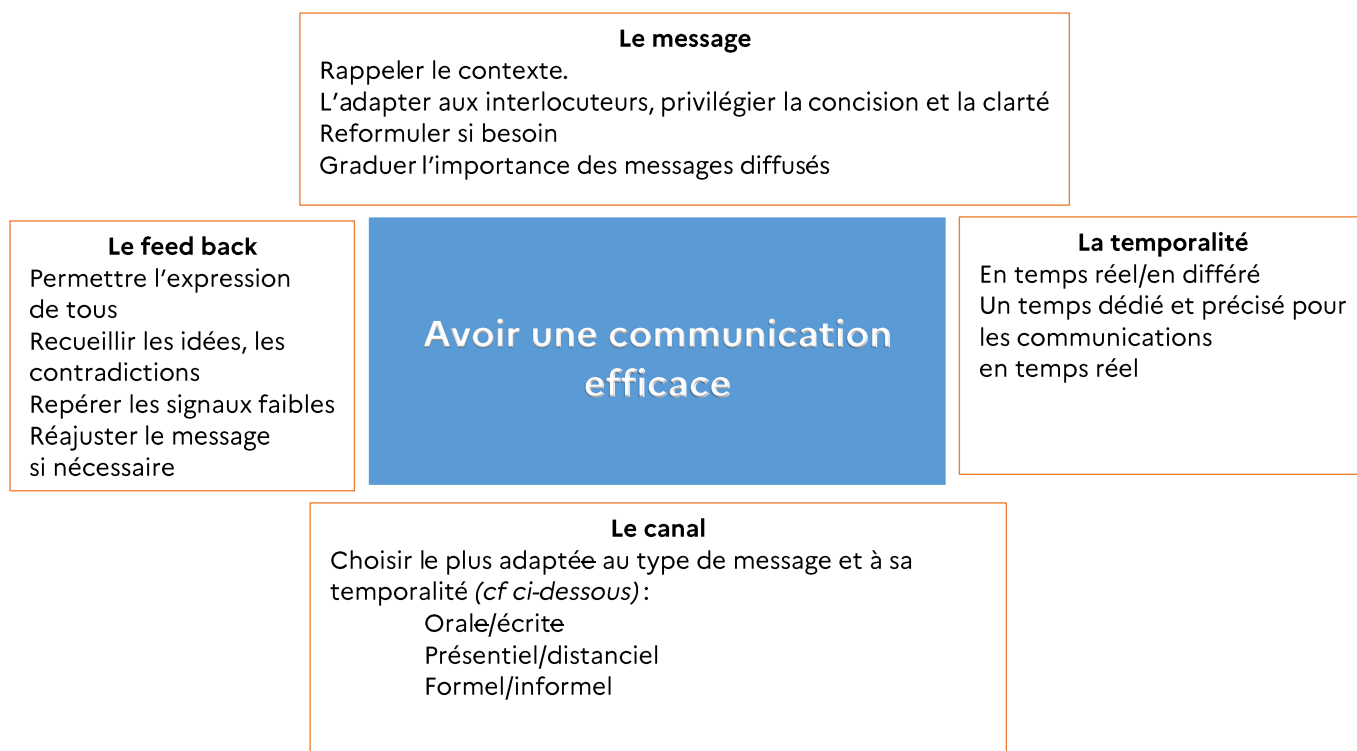 Le message
Rappeler le contexte.
L’adapter aux interlocuteurs, privilégier la concision et la clarté
Reformuler si besoin
Graduer l’importance des messages diffusés
Le feed back
Permettre l’expression
de tous
Recueillir les idées, les
contradictions
Repérer les signaux faibles
Réajuster le message
si nécessaire
Avoir une communication
efficace
La temporalité
En temps réel/en différé
Un temps dédié et précisé pour
les communications
en temps réel
Le canal
Choisir le plus adaptée au type de message et à sa
temporalité (cf ci-dessous) :
Orale/écrite
Présentiel/distanciel
Formel/informel